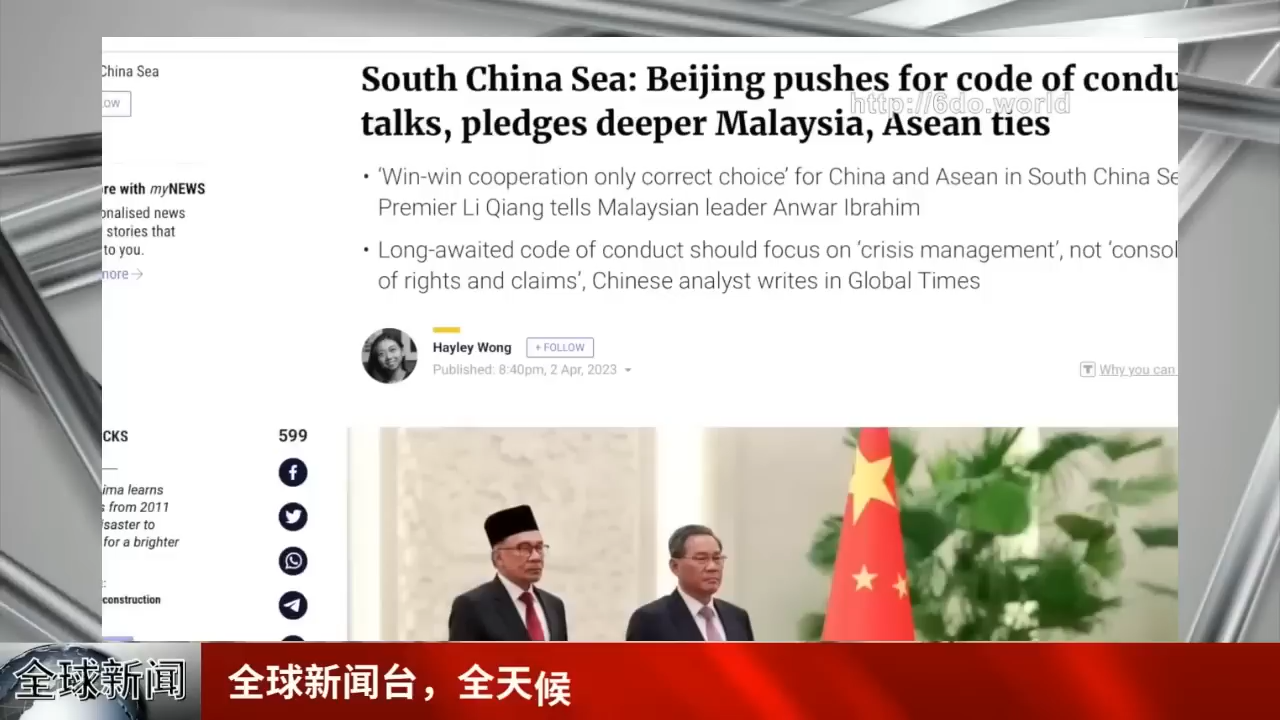 China Sea
South China Sea: Beijing pushes for code of condu
http://6do.world
talks, pledges deeper Malaysia, Asean ties
OW
'Win-win cooperation only correct choice' for China and Asean in South China Se
Premier Li Qiang tells Malaysian leader Anwar Ibrahim
re with myNEWS
onalised news
stories that
to you.
more
Long-awaited code of conduct should focus on 'crisis management', not 'consol
of rights and claims', Chinese analyst writes in Global Times
Hayley Wong + FOLLOW
Published: 8:40pm, 2 Apr, 2023
T Why you can
CKS
599
ima learns
s from 2011
isaster to
for a brighter
construction
全球新闻
全球新闻台，全天候